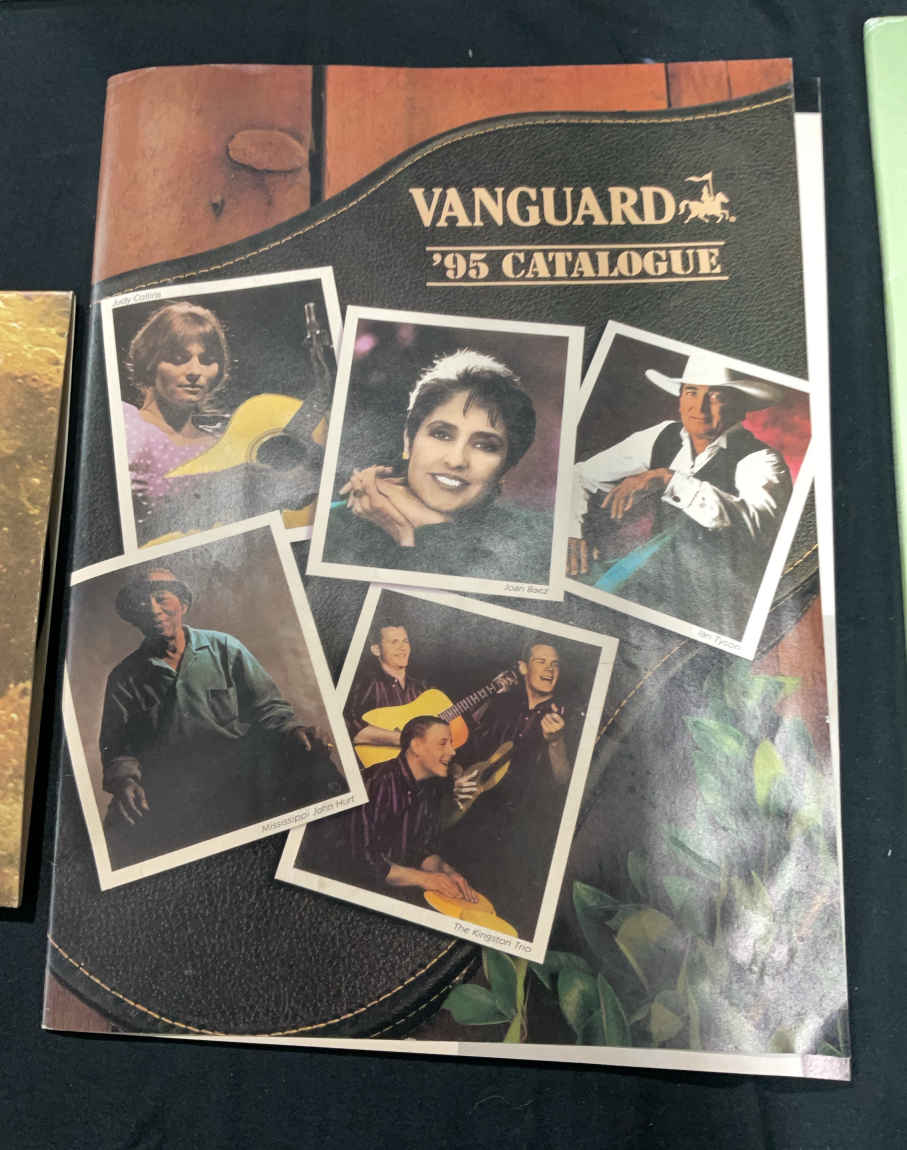 VANGUARD
'95 CATALOGUE
Judy Collins
Joan Baez
Ian Tyson
Mississippi John Hurt
The Kingston Trio